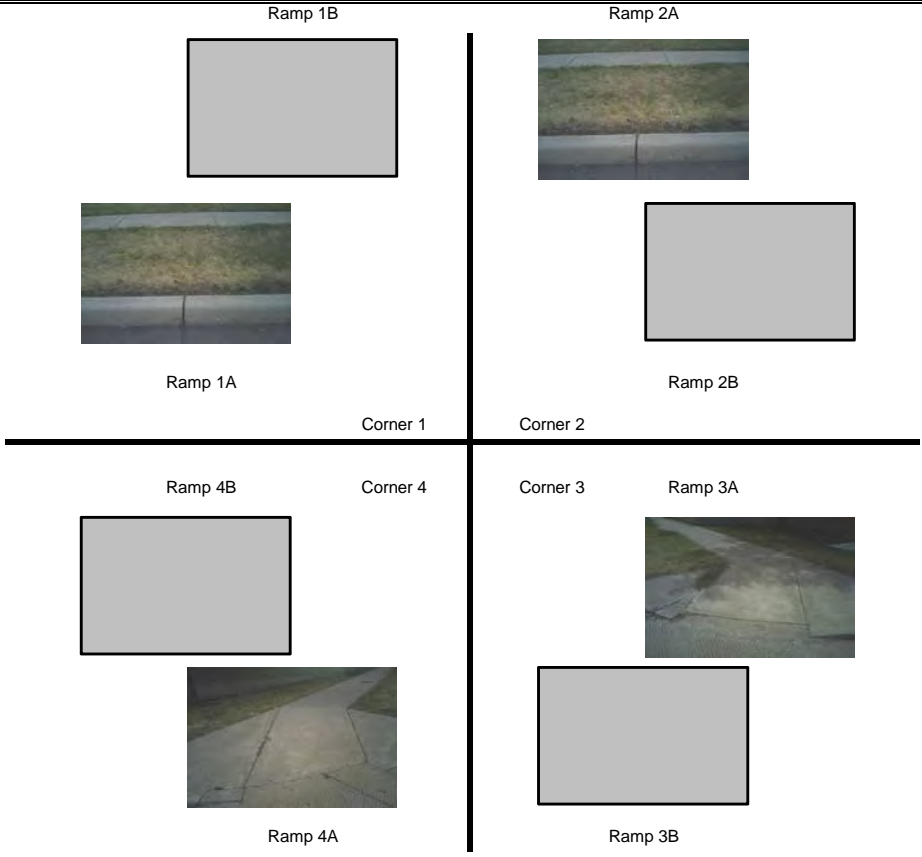 Ramp 1B
Ramp 2A
Ramp 1A
Ramp 2B
Corner 1
Corner 2
Ramp 4B
Corner 4
Corner 3
Ramp 3A
Ramp 4A
Ramp 3B